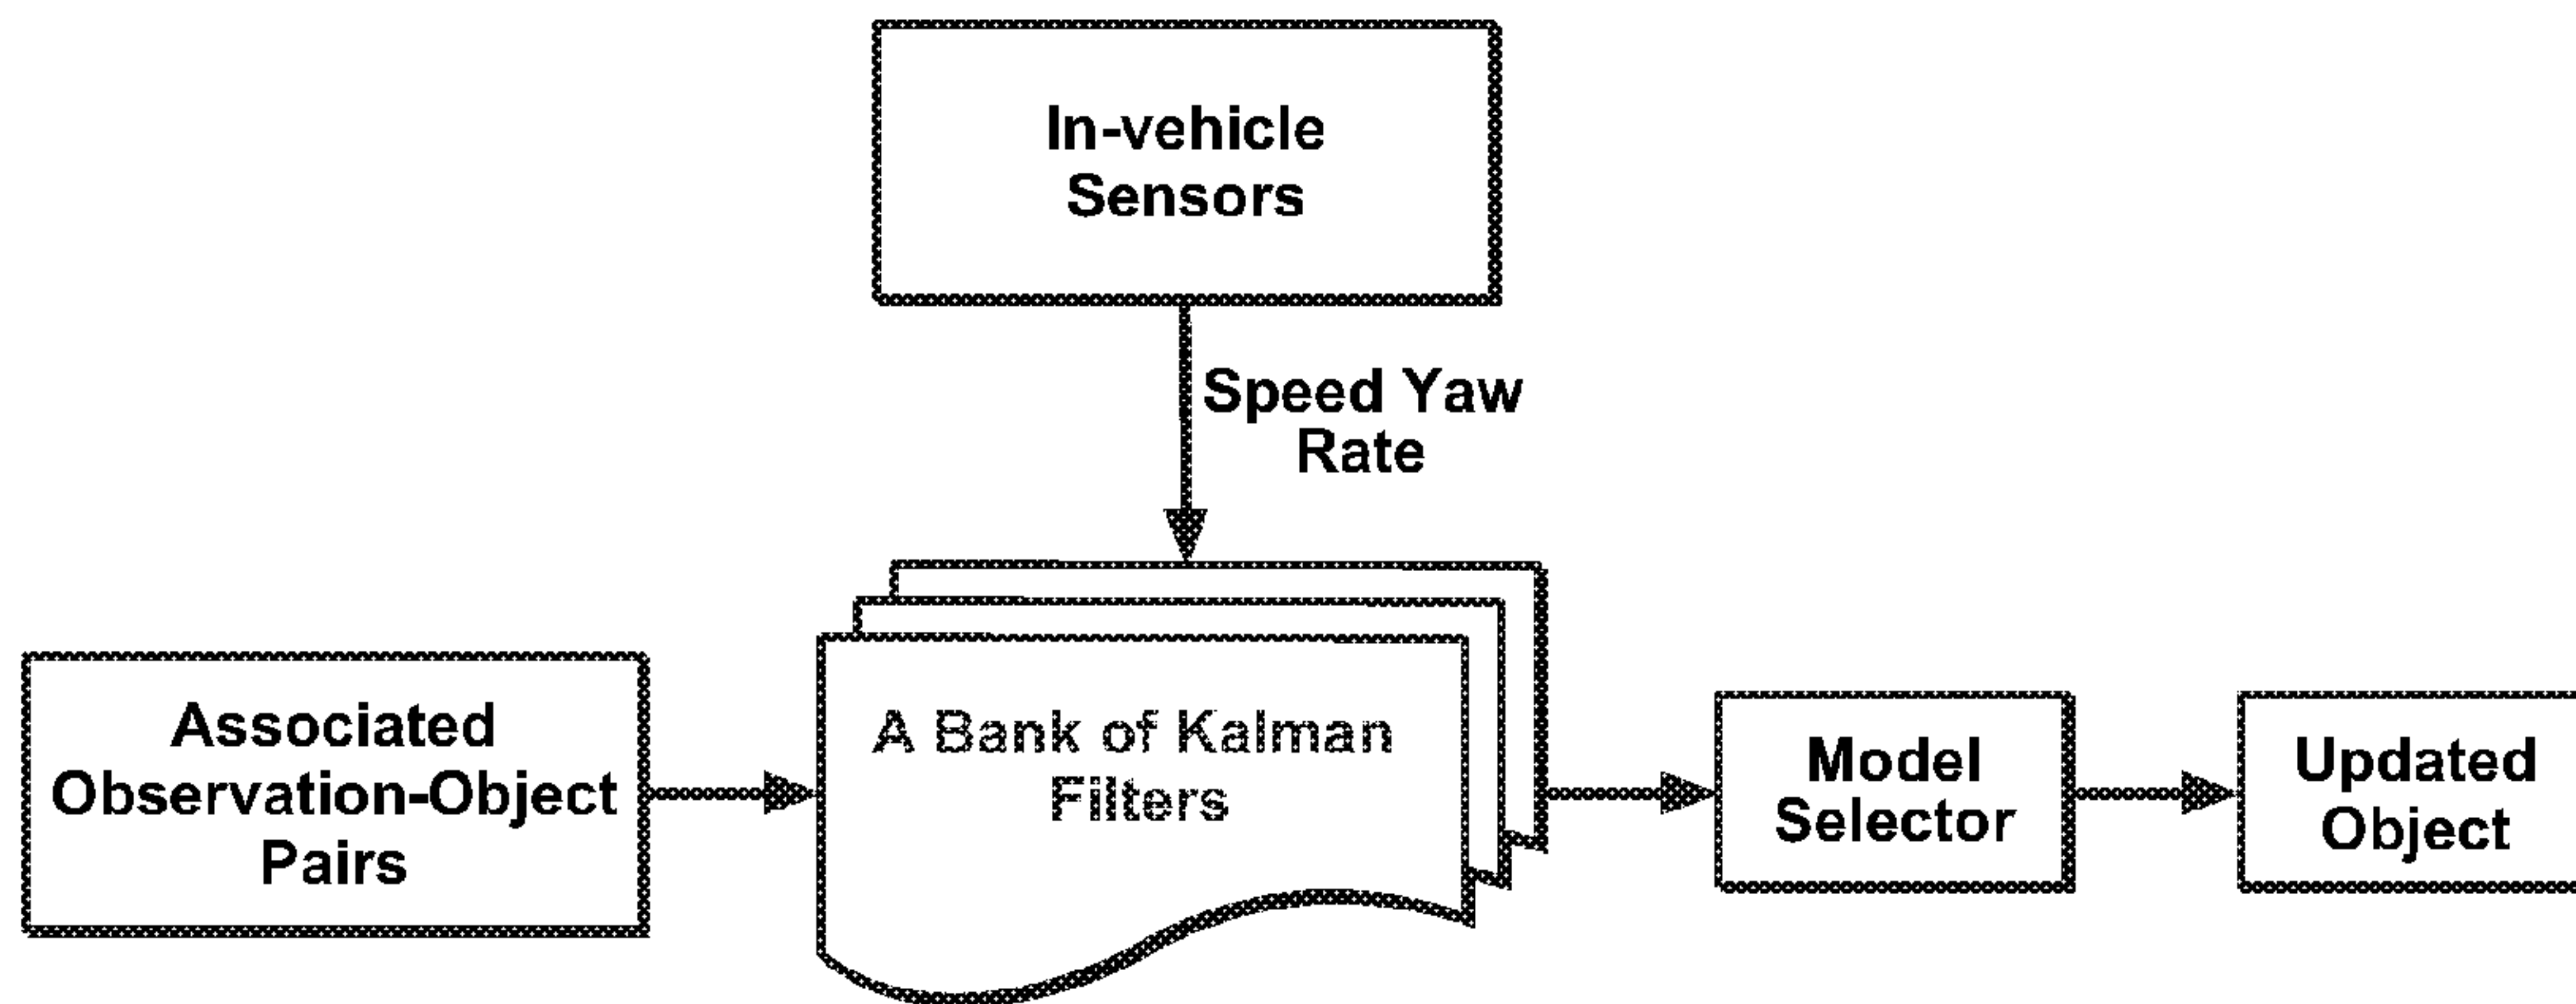 In-vehicle
Sensors
Speed Yaw
Rate
Associated
Observation-Object
Pairs
A Bank of Kalman
Filters
Model
Selector
Updated
Object